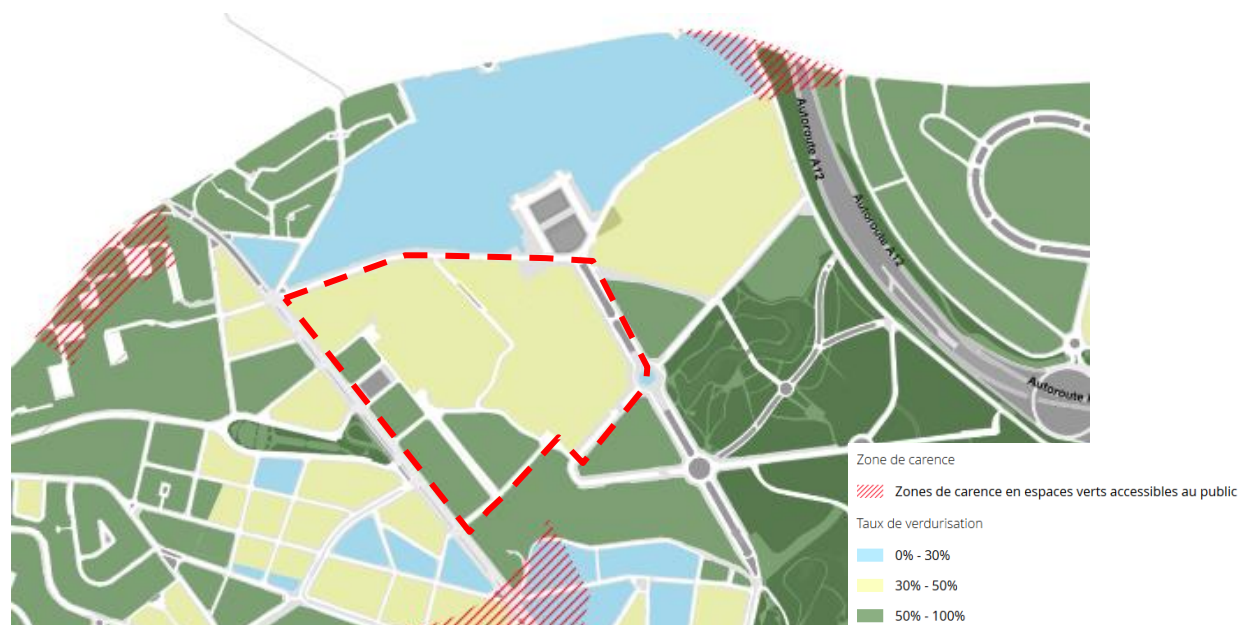 Autoroute A12
Autoroute A12
Autoroute
Zone de carence
Zones de carence en espaces verts accessibles au public
Taux de verdurisation
0% - 30%
30% - 50%
50% - 100%